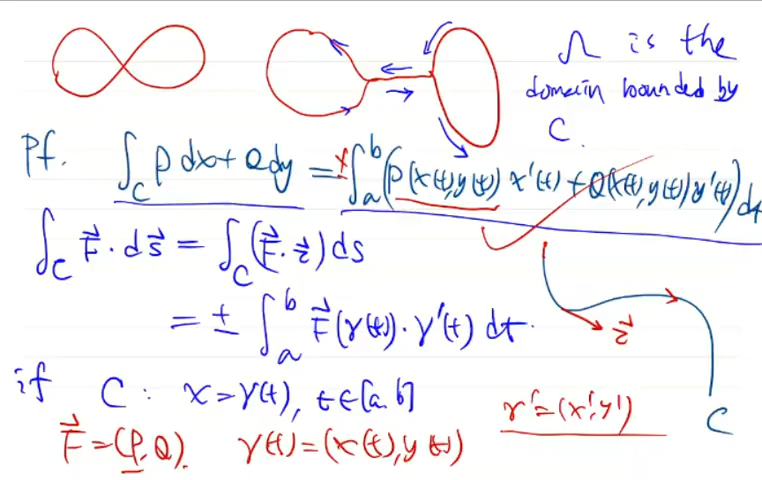 Ω is the
domain bounded by
C.
Pf. ∫_C P dx + Q dy = ± ∫_a^b (P(x(t),y(t)) x'(t) + Q(x(t),y(t)) y'(t)) dt
∫_C F⃗ · ds⃗ = ∫_C (F⃗ · τ⃗) ds
= ± ∫_a^b F⃗(γ(t)) · γ'(t) dt.
τ⃗
if C : x = γ(t), t ∈ [a, b]
γ' = (x', y')
C
F⃗ = (P, Q). γ(t) = (x(t), y(t))